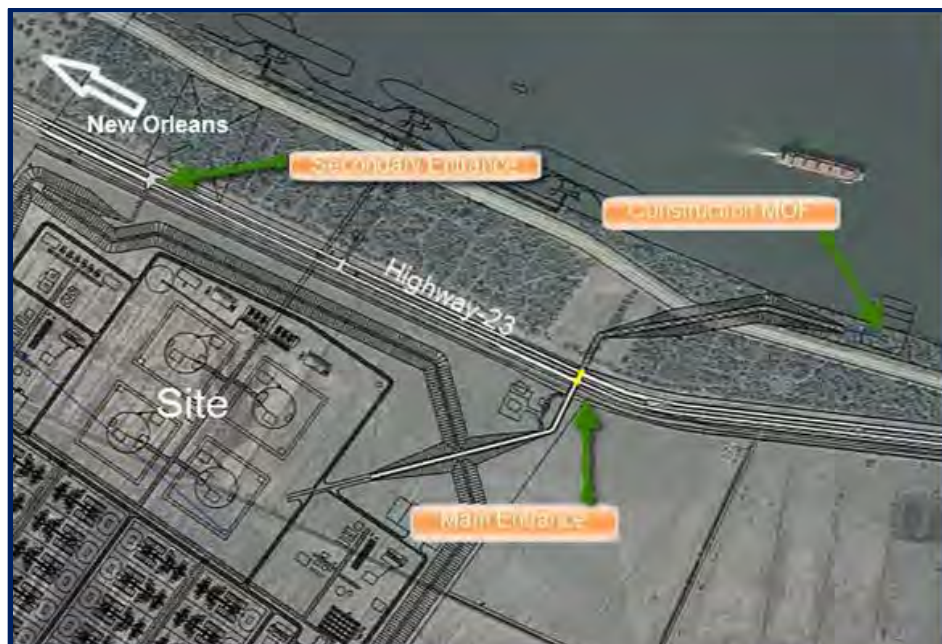 New Orleans
Secondary Entrance
Construction MOF
Highway-23
Site
Main Entrance